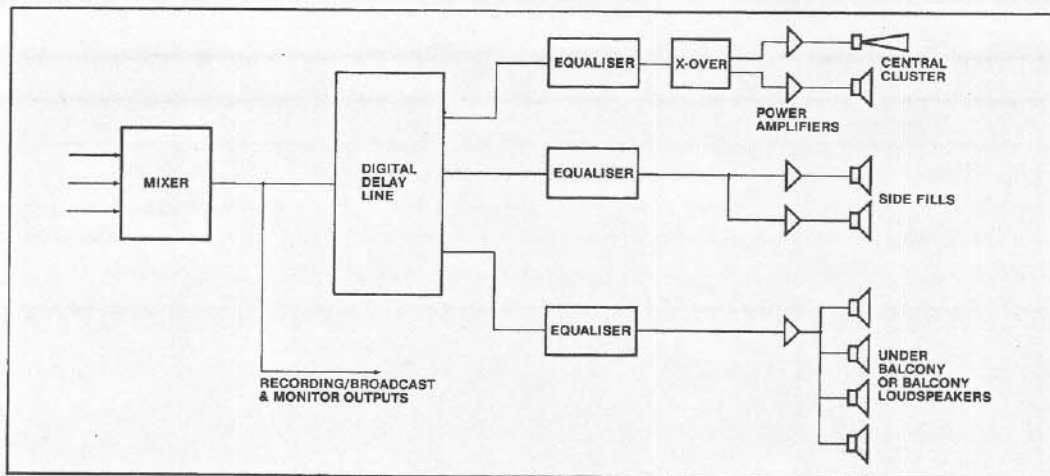 EQUALISER
X-OVER
CENTRAL
CLUSTER
POWER
AMPLIFIERS
MIXER
DIGITAL
DELAY
LINE
EQUALISER
SIDE FILLS
EQUALISER
UNDER
BALCONY
OR BALCONY
LOUDSPEAKERS
RECORDING/BROADCAST
& MONITOR OUTPUTS